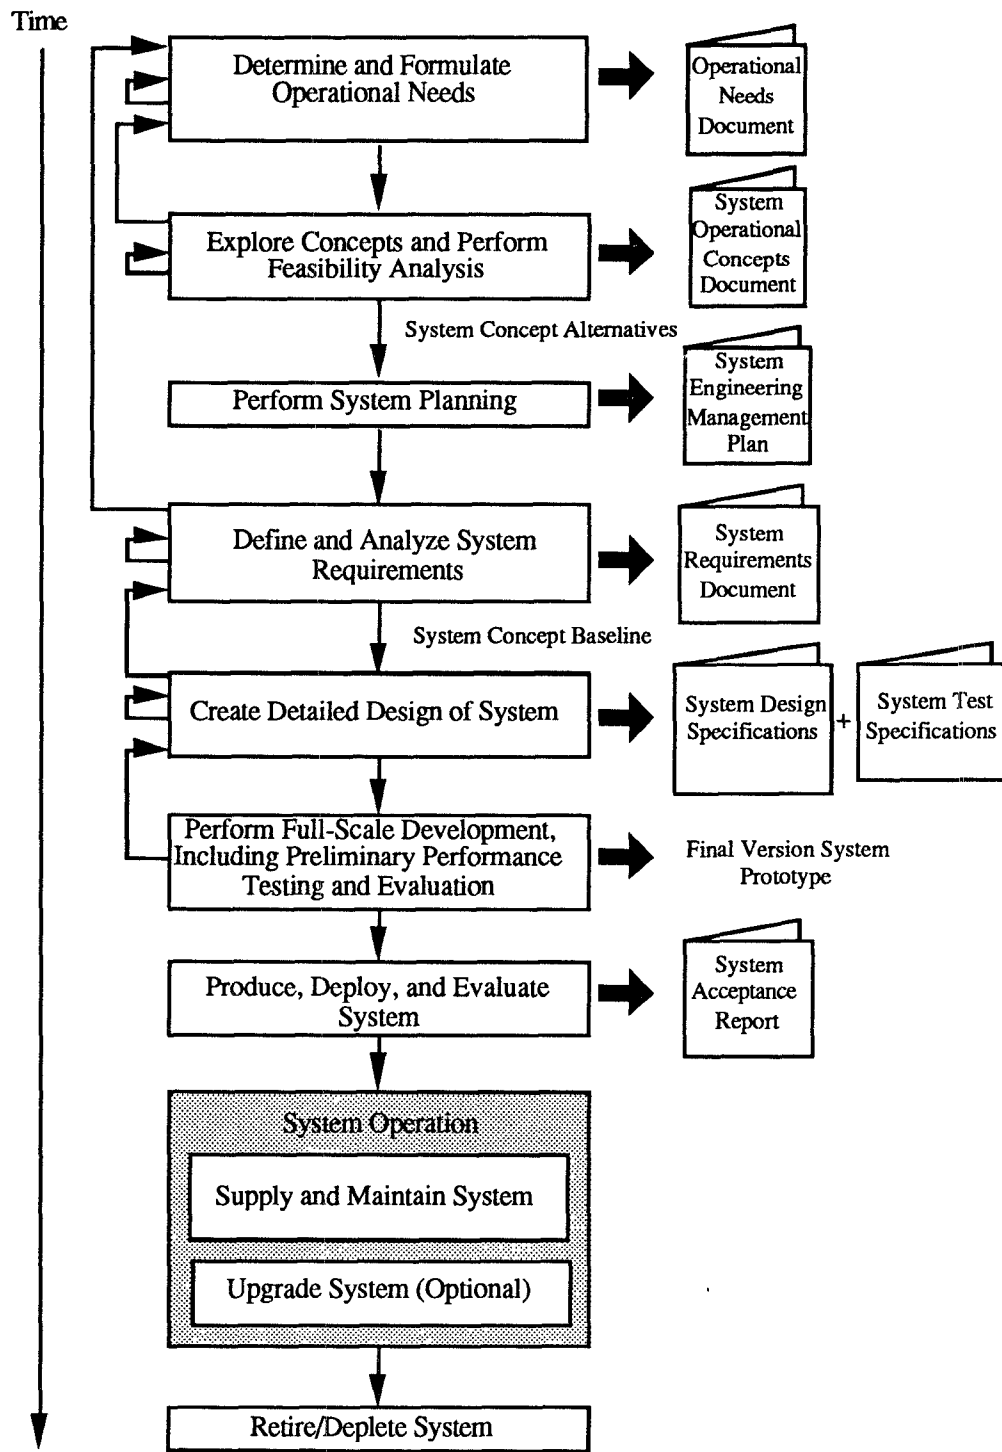 Time
Determine and Formulate
Operational Needs
Operational
Needs
Document
Explore Concepts and Perform
Feasibility Analysis
System
Operational
Concepts
Document
System Concept Alternatives
Perform System Planning
System
Engineering
Management
Plan
Define and Analyze System
Requirements
System
Requirements
Document
System Concept Baseline
Create Detailed Design of System
System Design
Specifications
+
System Test
Specifications
Perform Full-Scale Development,
Including Preliminary Performance
Testing and Evaluation
Final Version System
Prototype
Produce, Deploy, and Evaluate
System
System
Acceptance
Report
System Operation
Supply and Maintain System
Upgrade System (Optional)
Retire/Deplete System